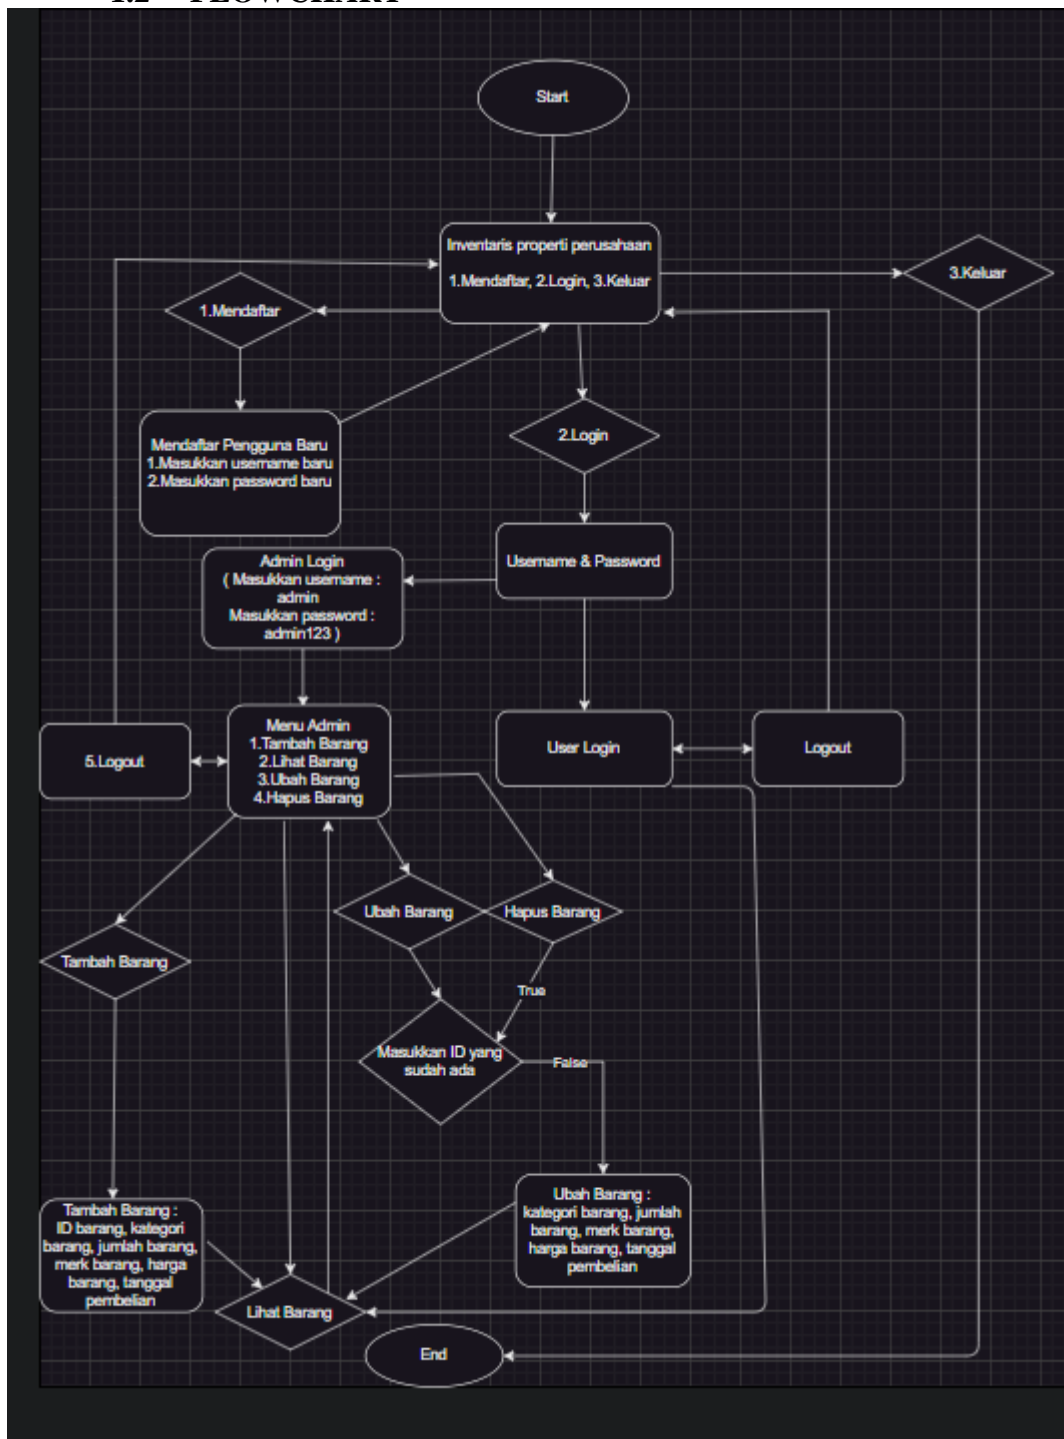 1.2 FLOWCHART
Start
Inventaris properti perusahaan
1.Mendaftar, 2.Login, 3.Keluar
3.Keluar
1.Mendaftar
2.Login
Mendaftar Pengguna Baru
1.Masukkan username baru
2.Masukkan password baru
Username & Password
Admin Login
( Masukkan username :
admin
Masukkan password :
admin123 )
5.Logout
Menu Admin
1.Tambah Barang
2.Lihat Barang
3.Ubah Barang
4.Hapus Barang
User Login
Logout
Ubah Barang
Hapus Barang
Tambah Barang
True
Masukkan ID yang
sudah ada
False
Tambah Barang :
ID barang, kategori
barang, jumlah barang,
merk barang, harga
barang, tanggal
pembelian
Ubah Barang :
kategori barang, jumlah
barang, merk barang,
harga barang, tanggal
pembelian
Lihat Barang
End